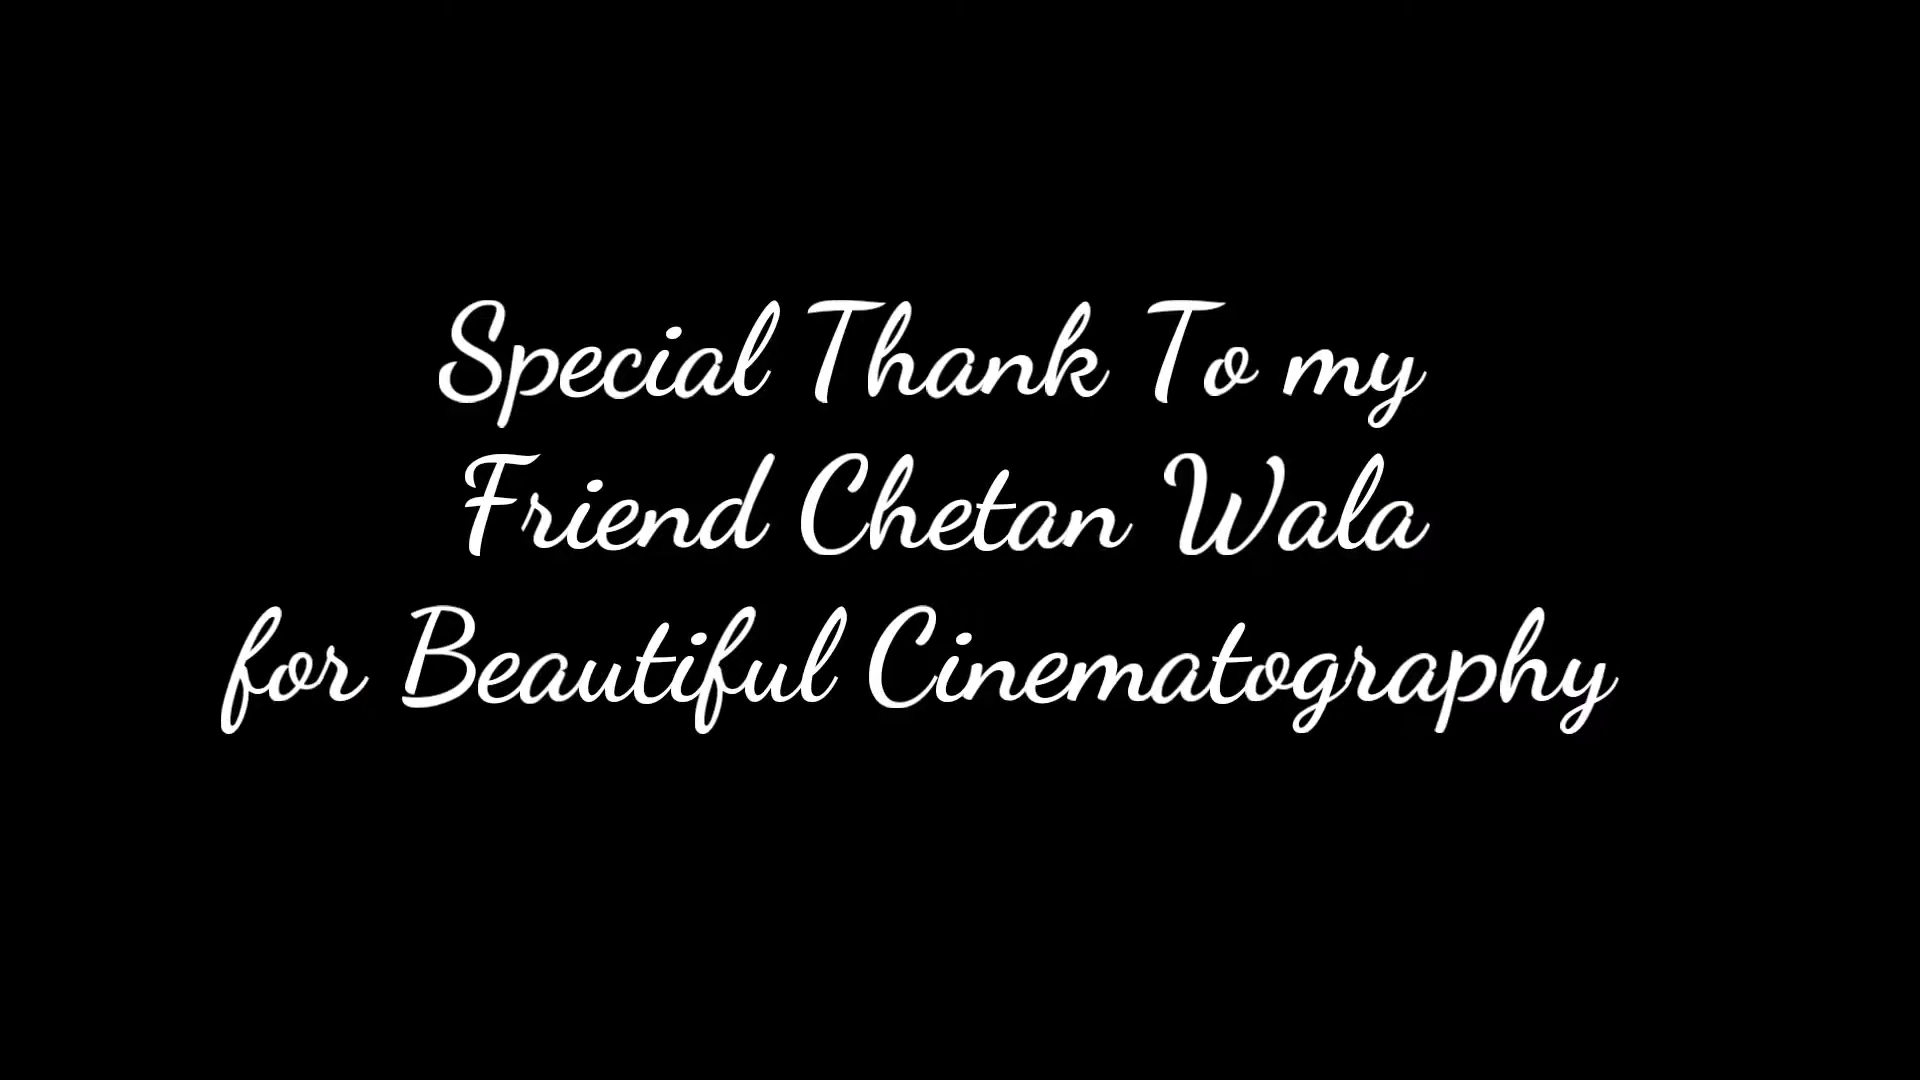 Special Thank To my
Friend Chetan Wala
for Beautiful Cinematography